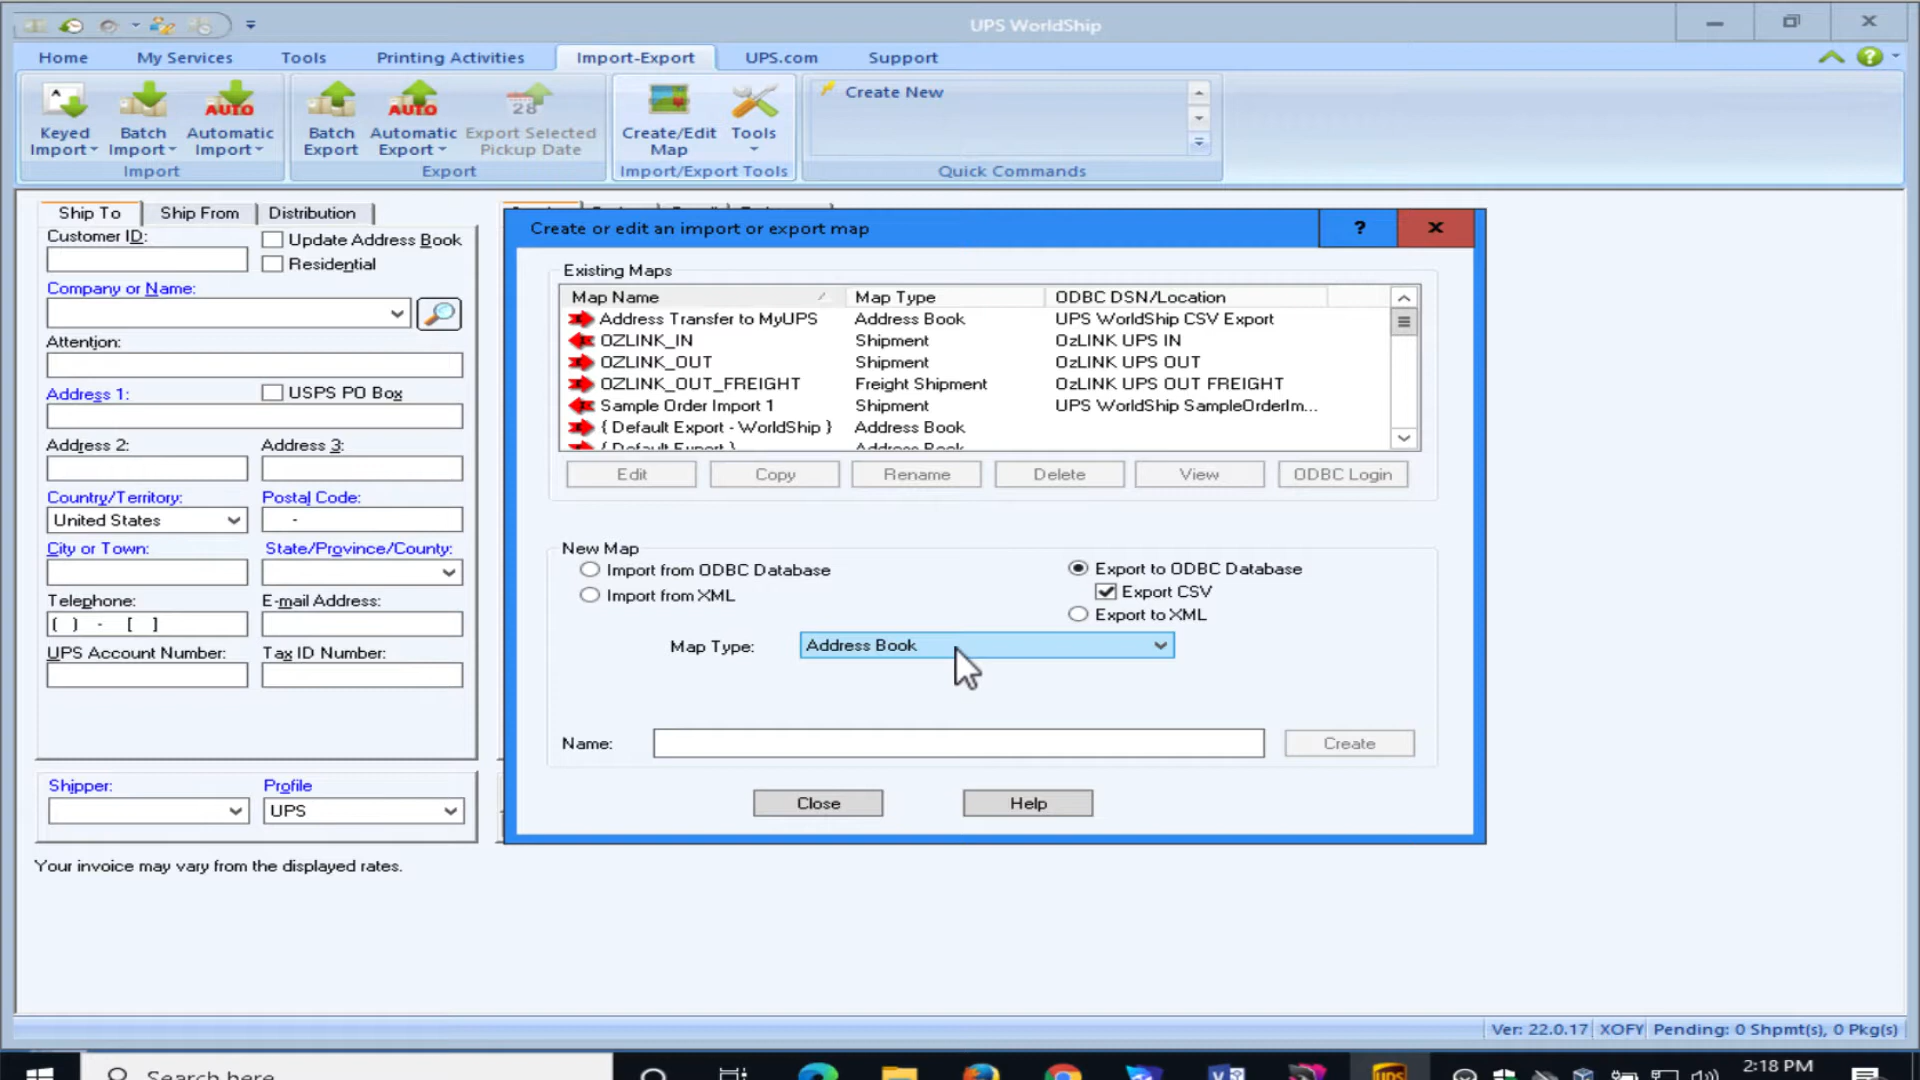 UPS WorldShip
Home My Services Tools Printing Activities Import-Export UPS.com Support
Keyed Import
Batch Import
Automatic Import
Import
Batch Export
Automatic Export
Export Selected Pickup Date
Export
Create/Edit Map
Tools
Import/Export Tools
Create New
Quick Commands
Ship To Ship From Distribution
Customer ID:
Update Address Book
Residential
Company or Name:
Attention:
Address 1:
USPS PO Box
Address 2: Address 3:
Country/Territory: Postal Code:
United States -
City or Town: State/Province/County:
Telephone: E-mail Address:
( ) - [ ]
UPS Account Number: Tax ID Number:
Shipper: Profile
UPS
Your invoice may vary from the displayed rates.
Create or edit an import or export map ?
Existing Maps
Map Name Map Type ODBC DSN/Location
Address Transfer to MyUPS Address Book UPS WorldShip CSV Export
OZLINK_IN Shipment OzLINK UPS IN
OZLINK_OUT Shipment OzLINK UPS OUT
OZLINK_OUT_FREIGHT Freight Shipment OzLINK UPS OUT FREIGHT
Sample Order Import 1 Shipment UPS WorldShip SampleOrderIm...
{ Default Export - WorldShip } Address Book
{ Default Export } Address Book
Edit Copy Rename Delete View ODBC Login
New Map
Import from ODBC Database
Import from XML
Export to ODBC Database
Export CSV
Export to XML
Map Type: Address Book
Name: Create
Close Help
Ver: 22.0.17 XOFY Pending: 0 Shpmt(s), 0 Pkg(s)
Search here
2:18 PM